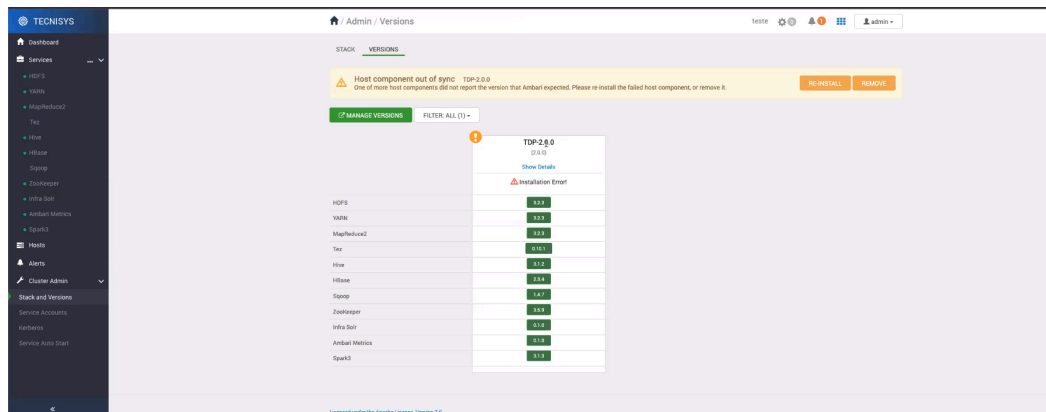 TECNISYS
/ Admin / Versions
teste
0
1
admin
Dashboard
Services
...
HDFS
YARN
MapReduce2
Tez
Hive
HBase
Sqoop
ZooKeeper
Infra Solr
Ambari Metrics
Spark3
Hosts
Alerts
Cluster Admin
Stack and Versions
Service Accounts
Kerberos
Service Auto Start
STACK
VERSIONS
Host component out of sync TDP-2.0.0
One of more host components did not report the version that Ambari expected. Please re-install the failed host component, or remove it.
RE-INSTALL
REMOVE
MANAGE VERSIONS
FILTER: ALL (1)
TDP-2.0.0
(2.0.0)
Show Details
Installation Error!
HDFS 3.2.3
YARN 3.2.3
MapReduce2 3.2.3
Tez 0.10.1
Hive 3.1.2
HBase 2.3.4
Sqoop 1.4.7
ZooKeeper
Infra Solr 0.1.0
Ambari Metrics 0.1.0
Spark3 3.1.3